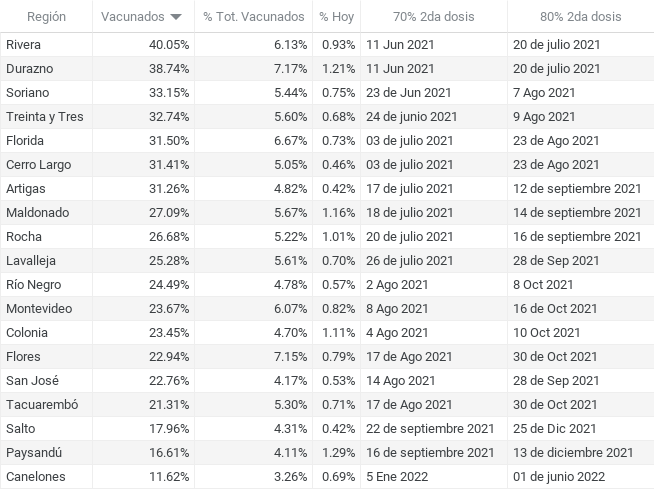 Región Vacunados % Tot. Vacunados % Hoy 70% 2da dosis 80% 2da dosis
Rivera 40.05% 6.13% 0.93% 11 Jun 2021 20 de julio 2021
Durazno 38.74% 7.17% 1.21% 11 Jun 2021 20 de julio 2021
Soriano 33.15% 5.44% 0.75% 23 de Jun 2021 7 Ago 2021
Treinta y Tres 32.74% 5.60% 0.68% 24 de junio 2021 9 Ago 2021
Florida 31.50% 6.67% 0.73% 03 de julio 2021 23 de Ago 2021
Cerro Largo 31.41% 5.05% 0.46% 03 de julio 2021 23 de Ago 2021
Artigas 31.26% 4.82% 0.42% 17 de julio 2021 12 de septiembre 2021
Maldonado 27.09% 5.67% 1.16% 18 de julio 2021 14 de septiembre 2021
Rocha 26.68% 5.22% 1.01% 20 de julio 2021 16 de septiembre 2021
Lavalleja 25.28% 5.61% 0.70% 26 de julio 2021 28 de Sep 2021
Río Negro 24.49% 4.78% 0.57% 2 Ago 2021 8 Oct 2021
Montevideo 23.67% 6.07% 0.82% 8 Ago 2021 16 de Oct 2021
Colonia 23.45% 4.70% 1.11% 4 Ago 2021 10 Oct 2021
Flores 22.94% 7.15% 0.79% 17 de Ago 2021 30 de Oct 2021
San José 22.76% 4.17% 0.53% 14 Ago 2021 28 de Sep 2021
Tacuarembó 21.31% 5.30% 0.71% 17 de Ago 2021 30 de Oct 2021
Salto 17.96% 4.31% 0.42% 22 de septiembre 2021 25 de Dic 2021
Paysandú 16.61% 4.11% 1.29% 16 de septiembre 2021 13 de diciembre 2021
Canelones 11.62% 3.26% 0.69% 5 Ene 2022 01 de junio 2022